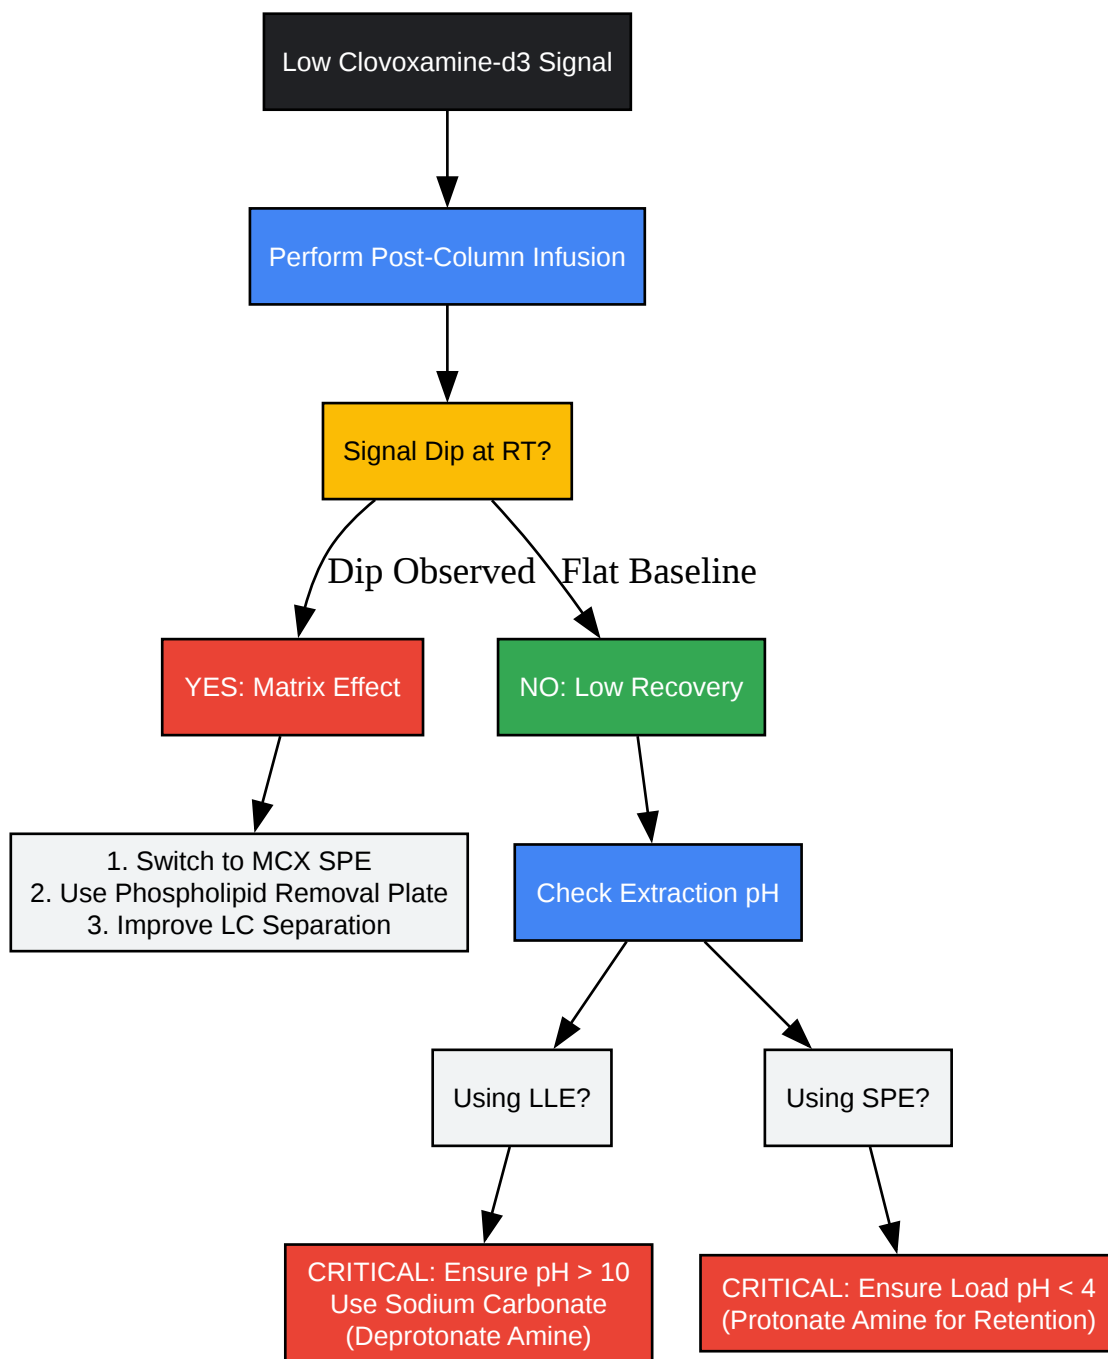 Low Clovoxamine-d3 Signal
Perform Post-Column Infusion
Signal Dip at RT?
Dip Observed
Flat Baseline
YES: Matrix Effect
NO: Low Recovery
1. Switch to MCX SPE
2. Use Phospholipid Removal Plate
3. Improve LC Separation
Check Extraction pH
Using LLE?
Using SPE?
CRITICAL: Ensure pH > 10
Use Sodium Carbonate
(Deprotonate Amine)
CRITICAL: Ensure Load pH < 4
(Protonate Amine for Retention)